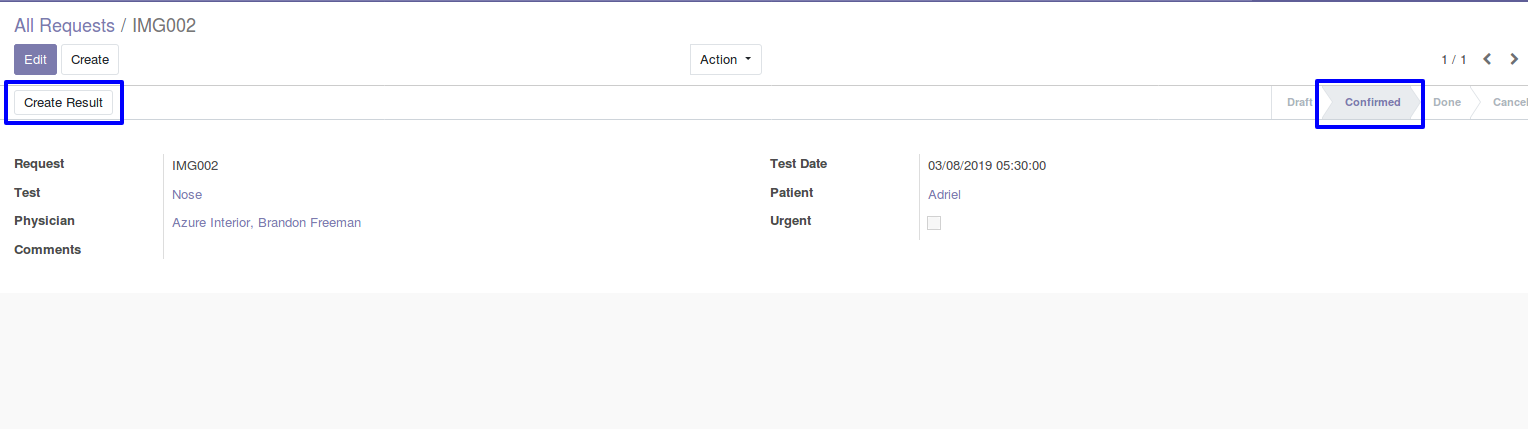 All Requests / IMG002
Edit Create Action 1 / 1
Create Result Draft Confirmed Done Cancel
Request IMG002 Test Date 03/08/2019 05:30:00
Test Nose Patient Adriel
Physician Azure Interior, Brandon Freeman Urgent
Comments